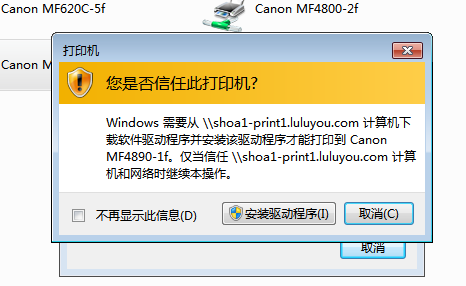 Canon MF620C-5f
Canon MF4800-2f
Canon M
打印机
您是否信任此打印机?
Windows 需要从 \\shoa1-print1.luluyou.com 计算机下
载软件驱动程序并安装该驱动程序才能打印到 Canon
MF4890-1f。仅当信任 \\shoa1-print1.luluyou.com 计算
机和网络时继续本操作。
不再显示此信息(D)
安装驱动程序(I)
取消(C)
取消